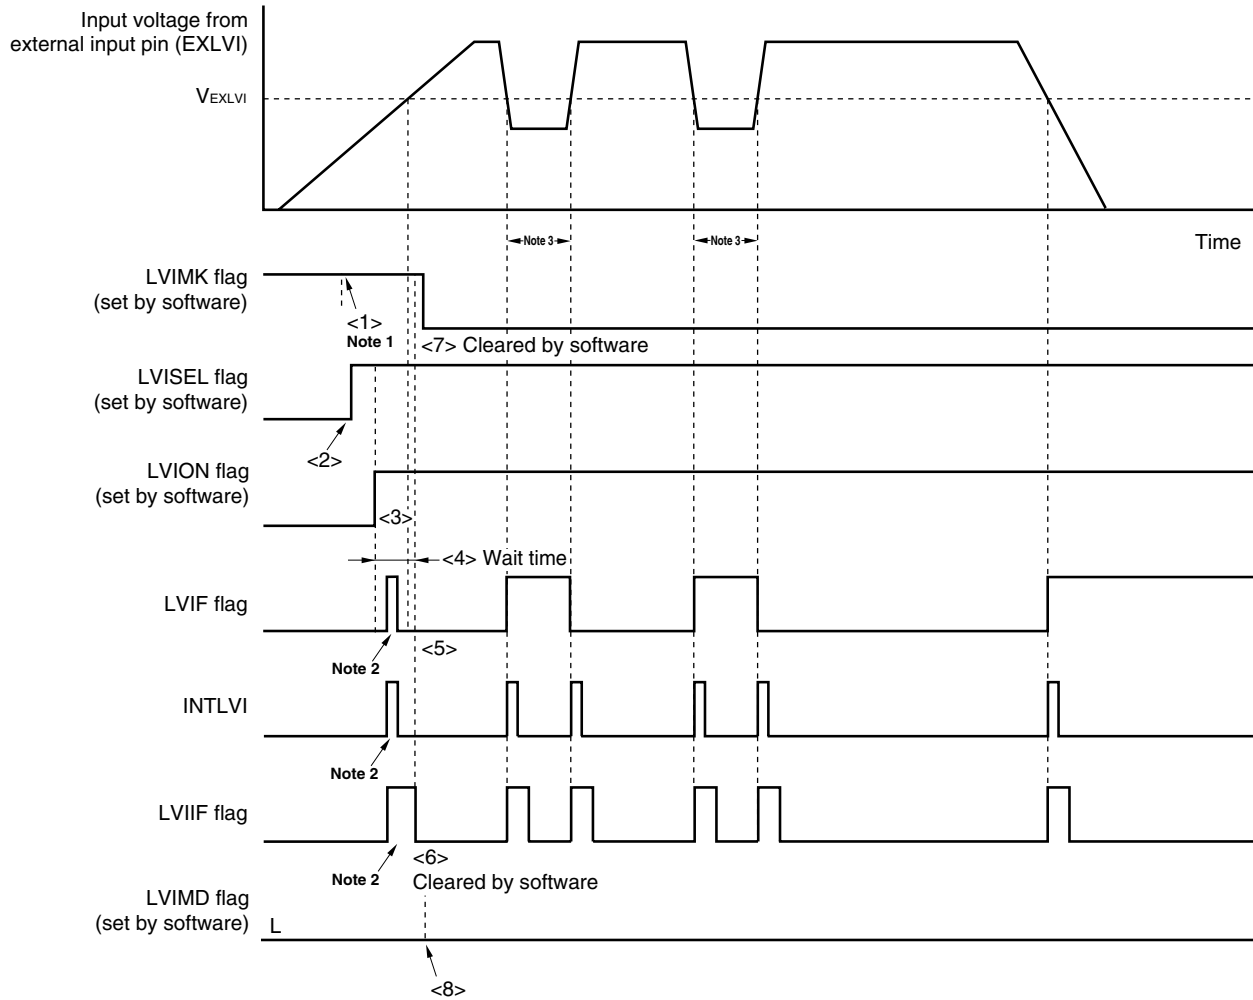 Input voltage from
external input pin (EXLVI)
VEXLVI
Note 3
Note 3
Time
LVIMK flag
(set by software)
<1>
Note 1
<7> Cleared by software
LVISEL flag
(set by software)
<2>
LVION flag
(set by software)
<3>
<4> Wait time
LVIF flag
Note 2
<5>
INTLVI
Note 2
LVIIF flag
Note 2
<6>
Cleared by software
LVIMD flag
(set by software)
L
<8>